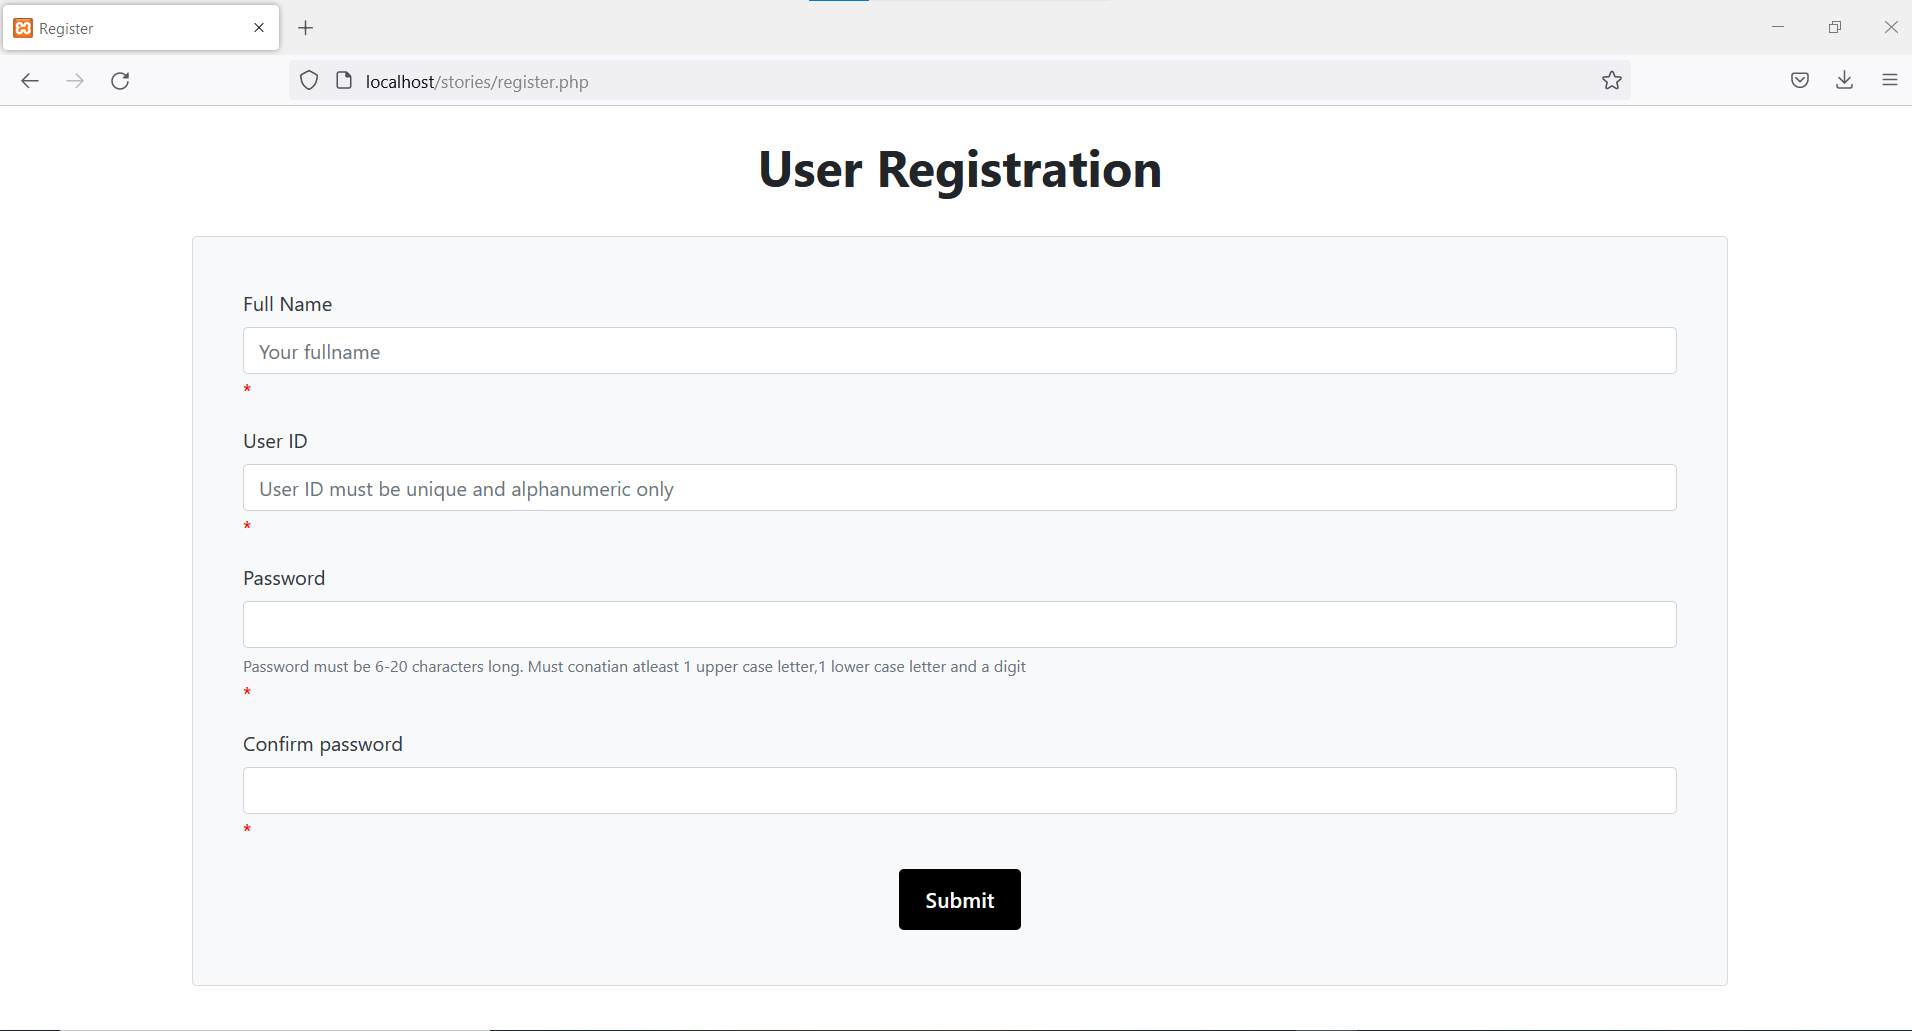 Register
localhost/stories/register.php
User Registration
Full Name
Your fullname
*
User ID
User ID must be unique and alphanumeric only
*
Password
Password must be 6-20 characters long. Must conatian atleast 1 upper case letter,1 lower case letter and a digit
*
Confirm password
*
Submit